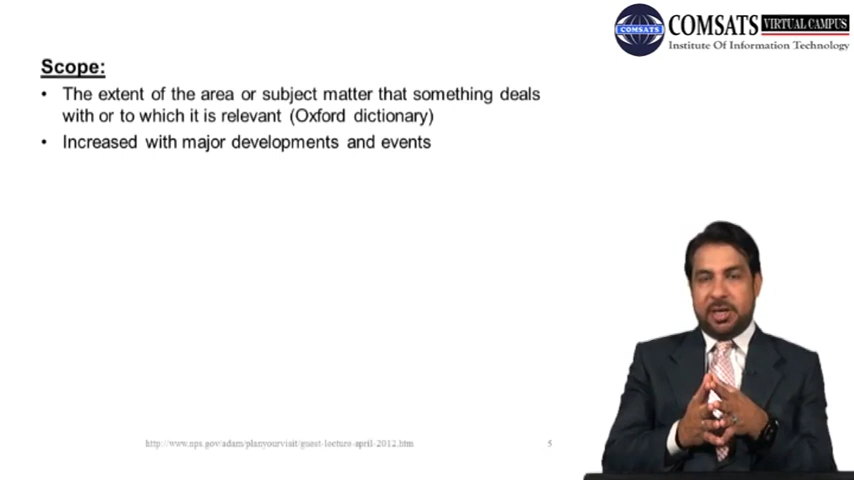 COMSATS VIRTUAL CAMPUS
COMSATS
Institute Of Information Technology
Scope:
• The extent of the area or subject matter that something deals
with or to which it is relevant (Oxford dictionary)
• Increased with major developments and events
http://www.nps.gov/adam/planyourvisit/guest-lecture-april-2012.htm
5